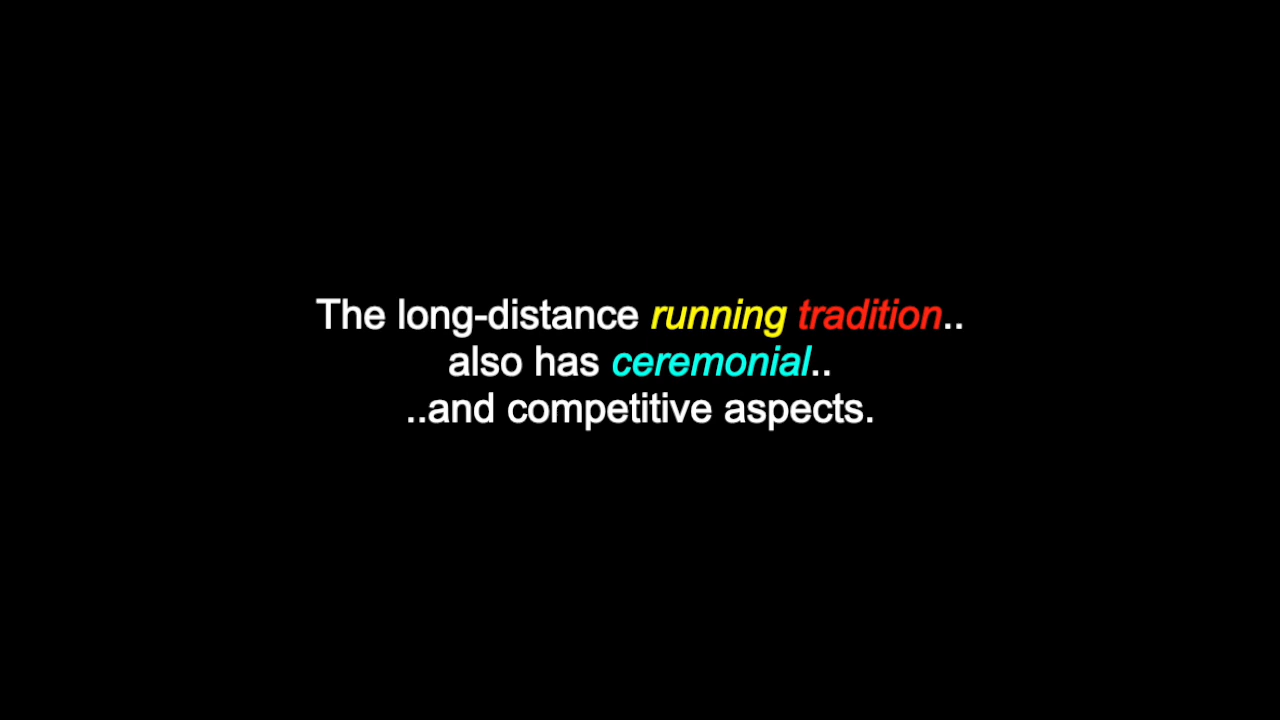 The long-distance running tradition..
also has ceremonial..
..and competitive aspects.